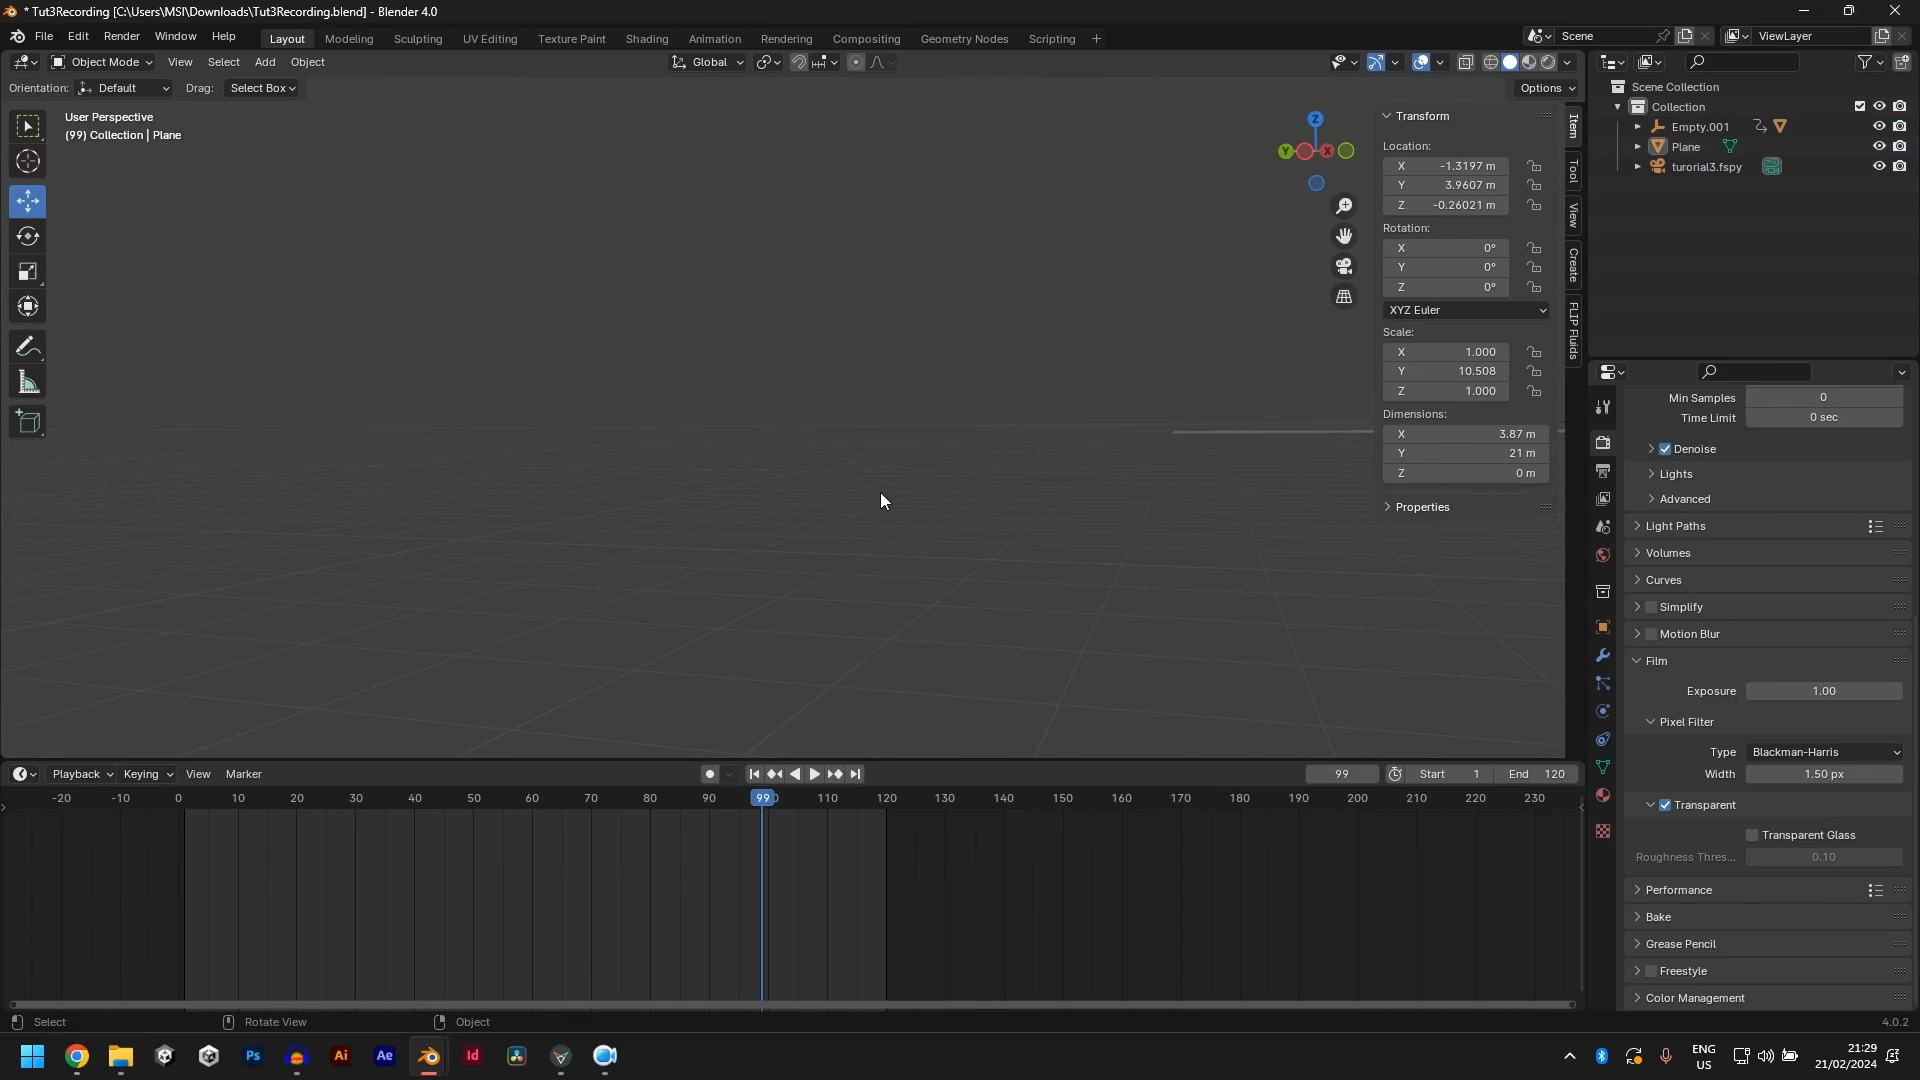 * Tut3Recording [C:\Users\MSI\Downloads\Tut3Recording.blend] - Blender 4.0
File Edit Render Window Help Layout Modeling Sculpting UV Editing Texture Paint Shading Animation Rendering Compositing Geometry Nodes Scripting + Scene ViewLayer
Object Mode View Select Add Object Global
Orientation: Default Drag: Select Box Options
User Perspective
(99) Collection | Plane
Z
Y X
Transform
Location:
X -1.3197 m
Y 3.9607 m
Z -0.26021 m
Rotation:
X 0°
Y 0°
Z 0°
XYZ Euler
Scale:
X 1.000
Y 10.508
Z 1.000
Dimensions:
X 3.87 m
Y 21 m
Z 0 m
Properties
Item
Tool
View
Create
FLIP Fluids
Scene Collection
Collection
Empty.001
Plane
turorial3.fspy
Min Samples 0
Time Limit 0 sec
Denoise
Lights
Advanced
Light Paths
Volumes
Curves
Simplify
Motion Blur
Film
Exposure 1.00
Pixel Filter
Type Blackman-Harris
Width 1.50 px
Transparent
Transparent Glass
Roughness Thres... 0.10
Performance
Bake
Grease Pencil
Freestyle
Color Management
Playback Keying View Marker 99 Start 1 End 120
-20 -10 0 10 20 30 40 50 60 70 80 90 99 110 120 130 140 150 160 170 180 190 200 210 220 230
Select Rotate View Object 4.0.2
Ps Ai Ae Id
ENG
US
21:29
21/02/2024